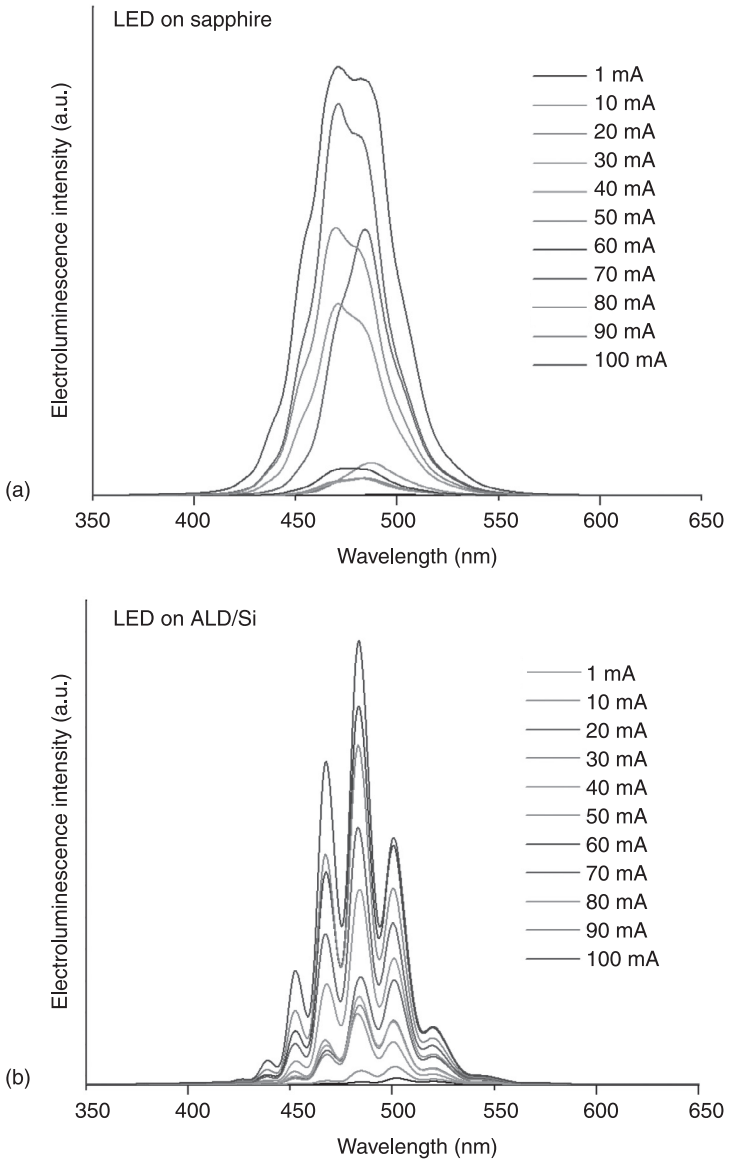 LED on sapphire
Electroluminescence intensity (a.u.)
1 mA
10 mA
20 mA
30 mA
40 mA
50 mA
60 mA
70 mA
80 mA
90 mA
100 mA
(a)
350 400 450 500 550 600 650
Wavelength (nm)
LED on ALD/Si
Electroluminescence intensity (a.u.)
1 mA
10 mA
20 mA
30 mA
40 mA
50 mA
60 mA
70 mA
80 mA
90 mA
100 mA
(b)
350 400 450 500 550 600 650
Wavelength (nm)